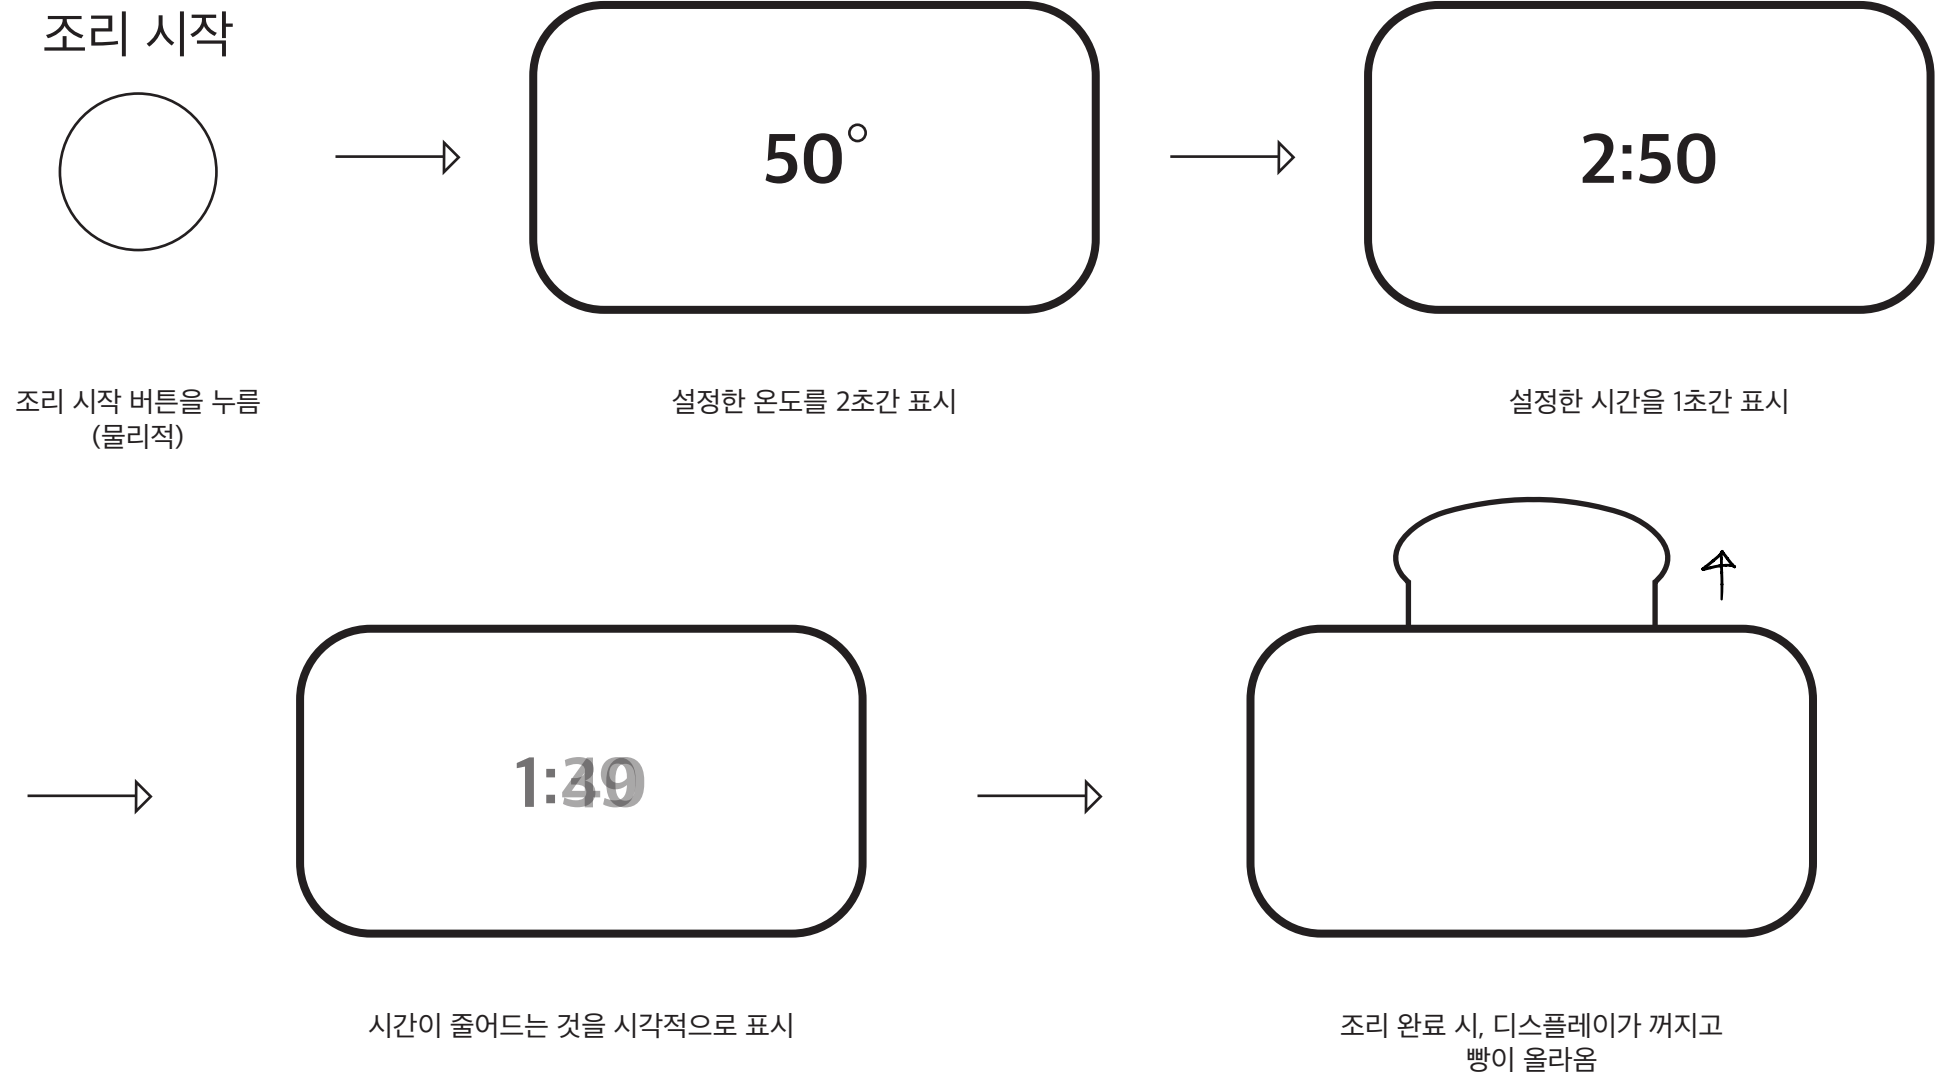 조리 시작
50°
2:50
조리 시작 버튼을 누름
(물리적)
설정한 온도를 2초간 표시
설정한 시간을 1초간 표시
1:
시간이 줄어드는 것을 시각적으로 표시
조리 완료 시, 디스플레이가 꺼지고
빵이 올라옴